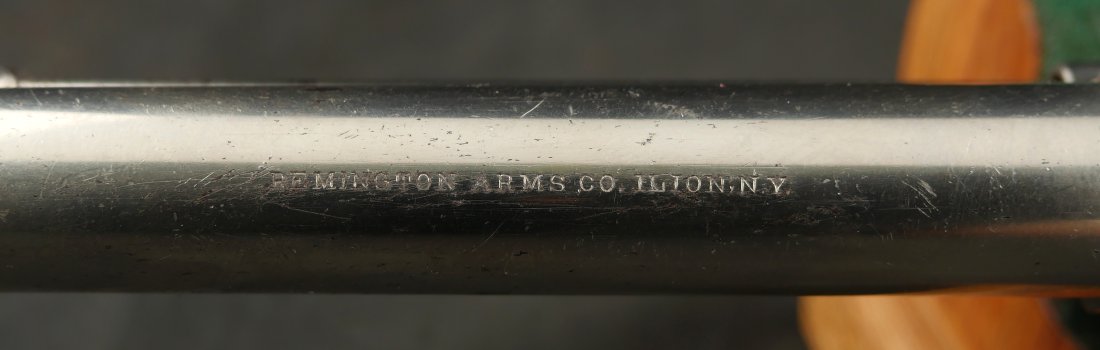 REMINGTON ARMS CO. ILION.N.Y.